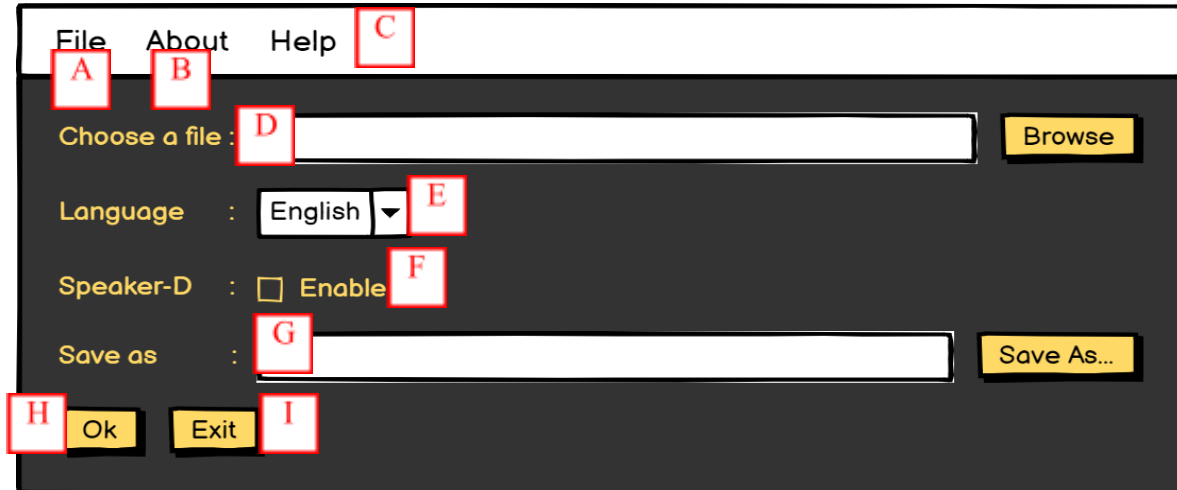 File About Help C
A B
Choose a file : D Browse
Language : English E
Speaker-D : Enable F
Save as : G Save As...
H Ok Exit I